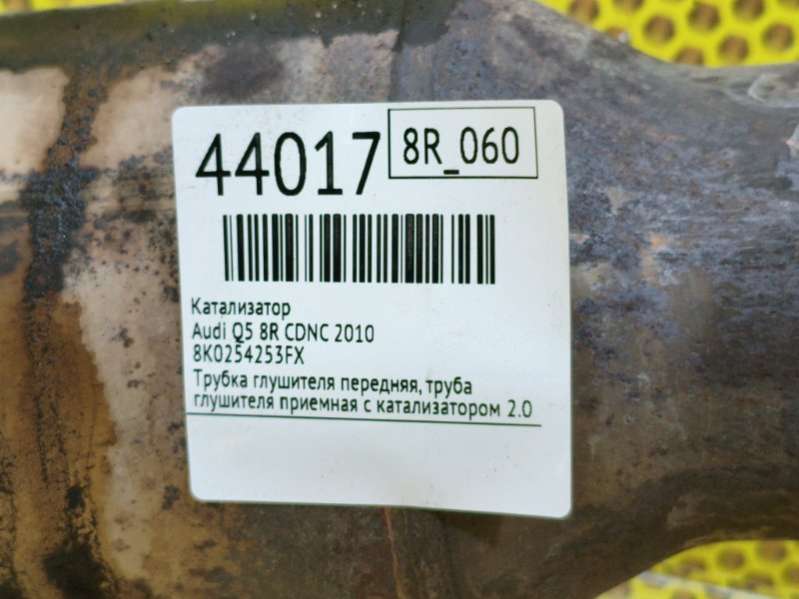 44017
8R_060
Катализатор
Audi Q5 8R CDNC 2010
8K0254253FX
Трубка глушителя передняя, труба
глушителя приемная с катализатором 2.0